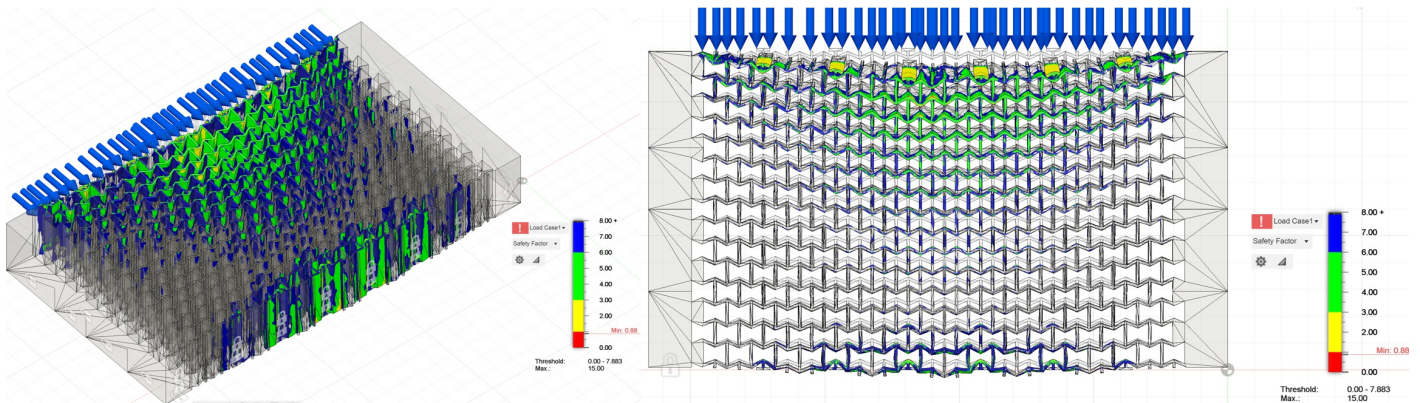 Load Case1
Safety Factor
8.00 +
7.00
6.00
5.00
4.00
3.00
2.00
Min: 0.88
0.00
Threshold: 0.00 - 7.883
Max.: 15.00
Load Case1
Safety Factor
8.00 +
7.00
6.00
5.00
4.00
3.00
2.00
Min: 0.88
0.00
Threshold: 0.00 - 7.883
Max.: 15.00